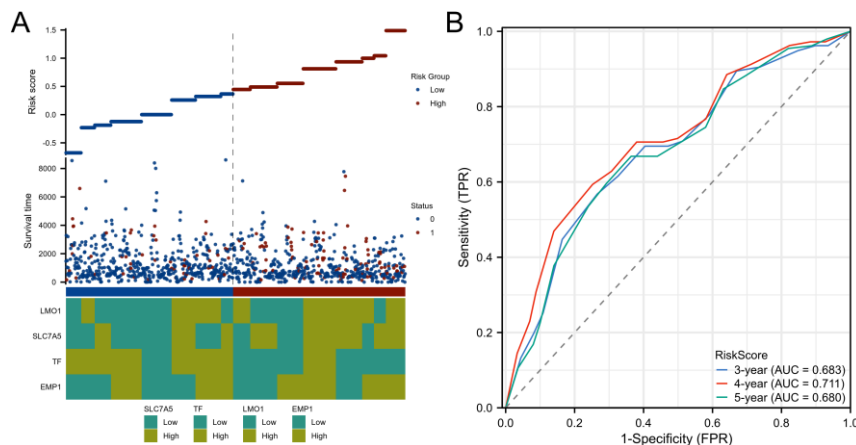 A
Risk score
1.5
1.0
0.5
0.0
-0.5
Risk Group
Low
High
Survival time
8000
6000
4000
2000
0
Status
0
1
LMO1
SLC7A5
TF
EMP1
SLC7A5 TF LMO1 EMP1
Low Low Low Low
High High High High
B
Sensitivity (TPR)
1.0
0.8
0.6
0.4
0.2
0.0
RiskScore
3-year (AUC = 0.683)
4-year (AUC = 0.711)
5-year (AUC = 0.680)
0.0 0.2 0.4 0.6 0.8 1.0
1-Specificity (FPR)